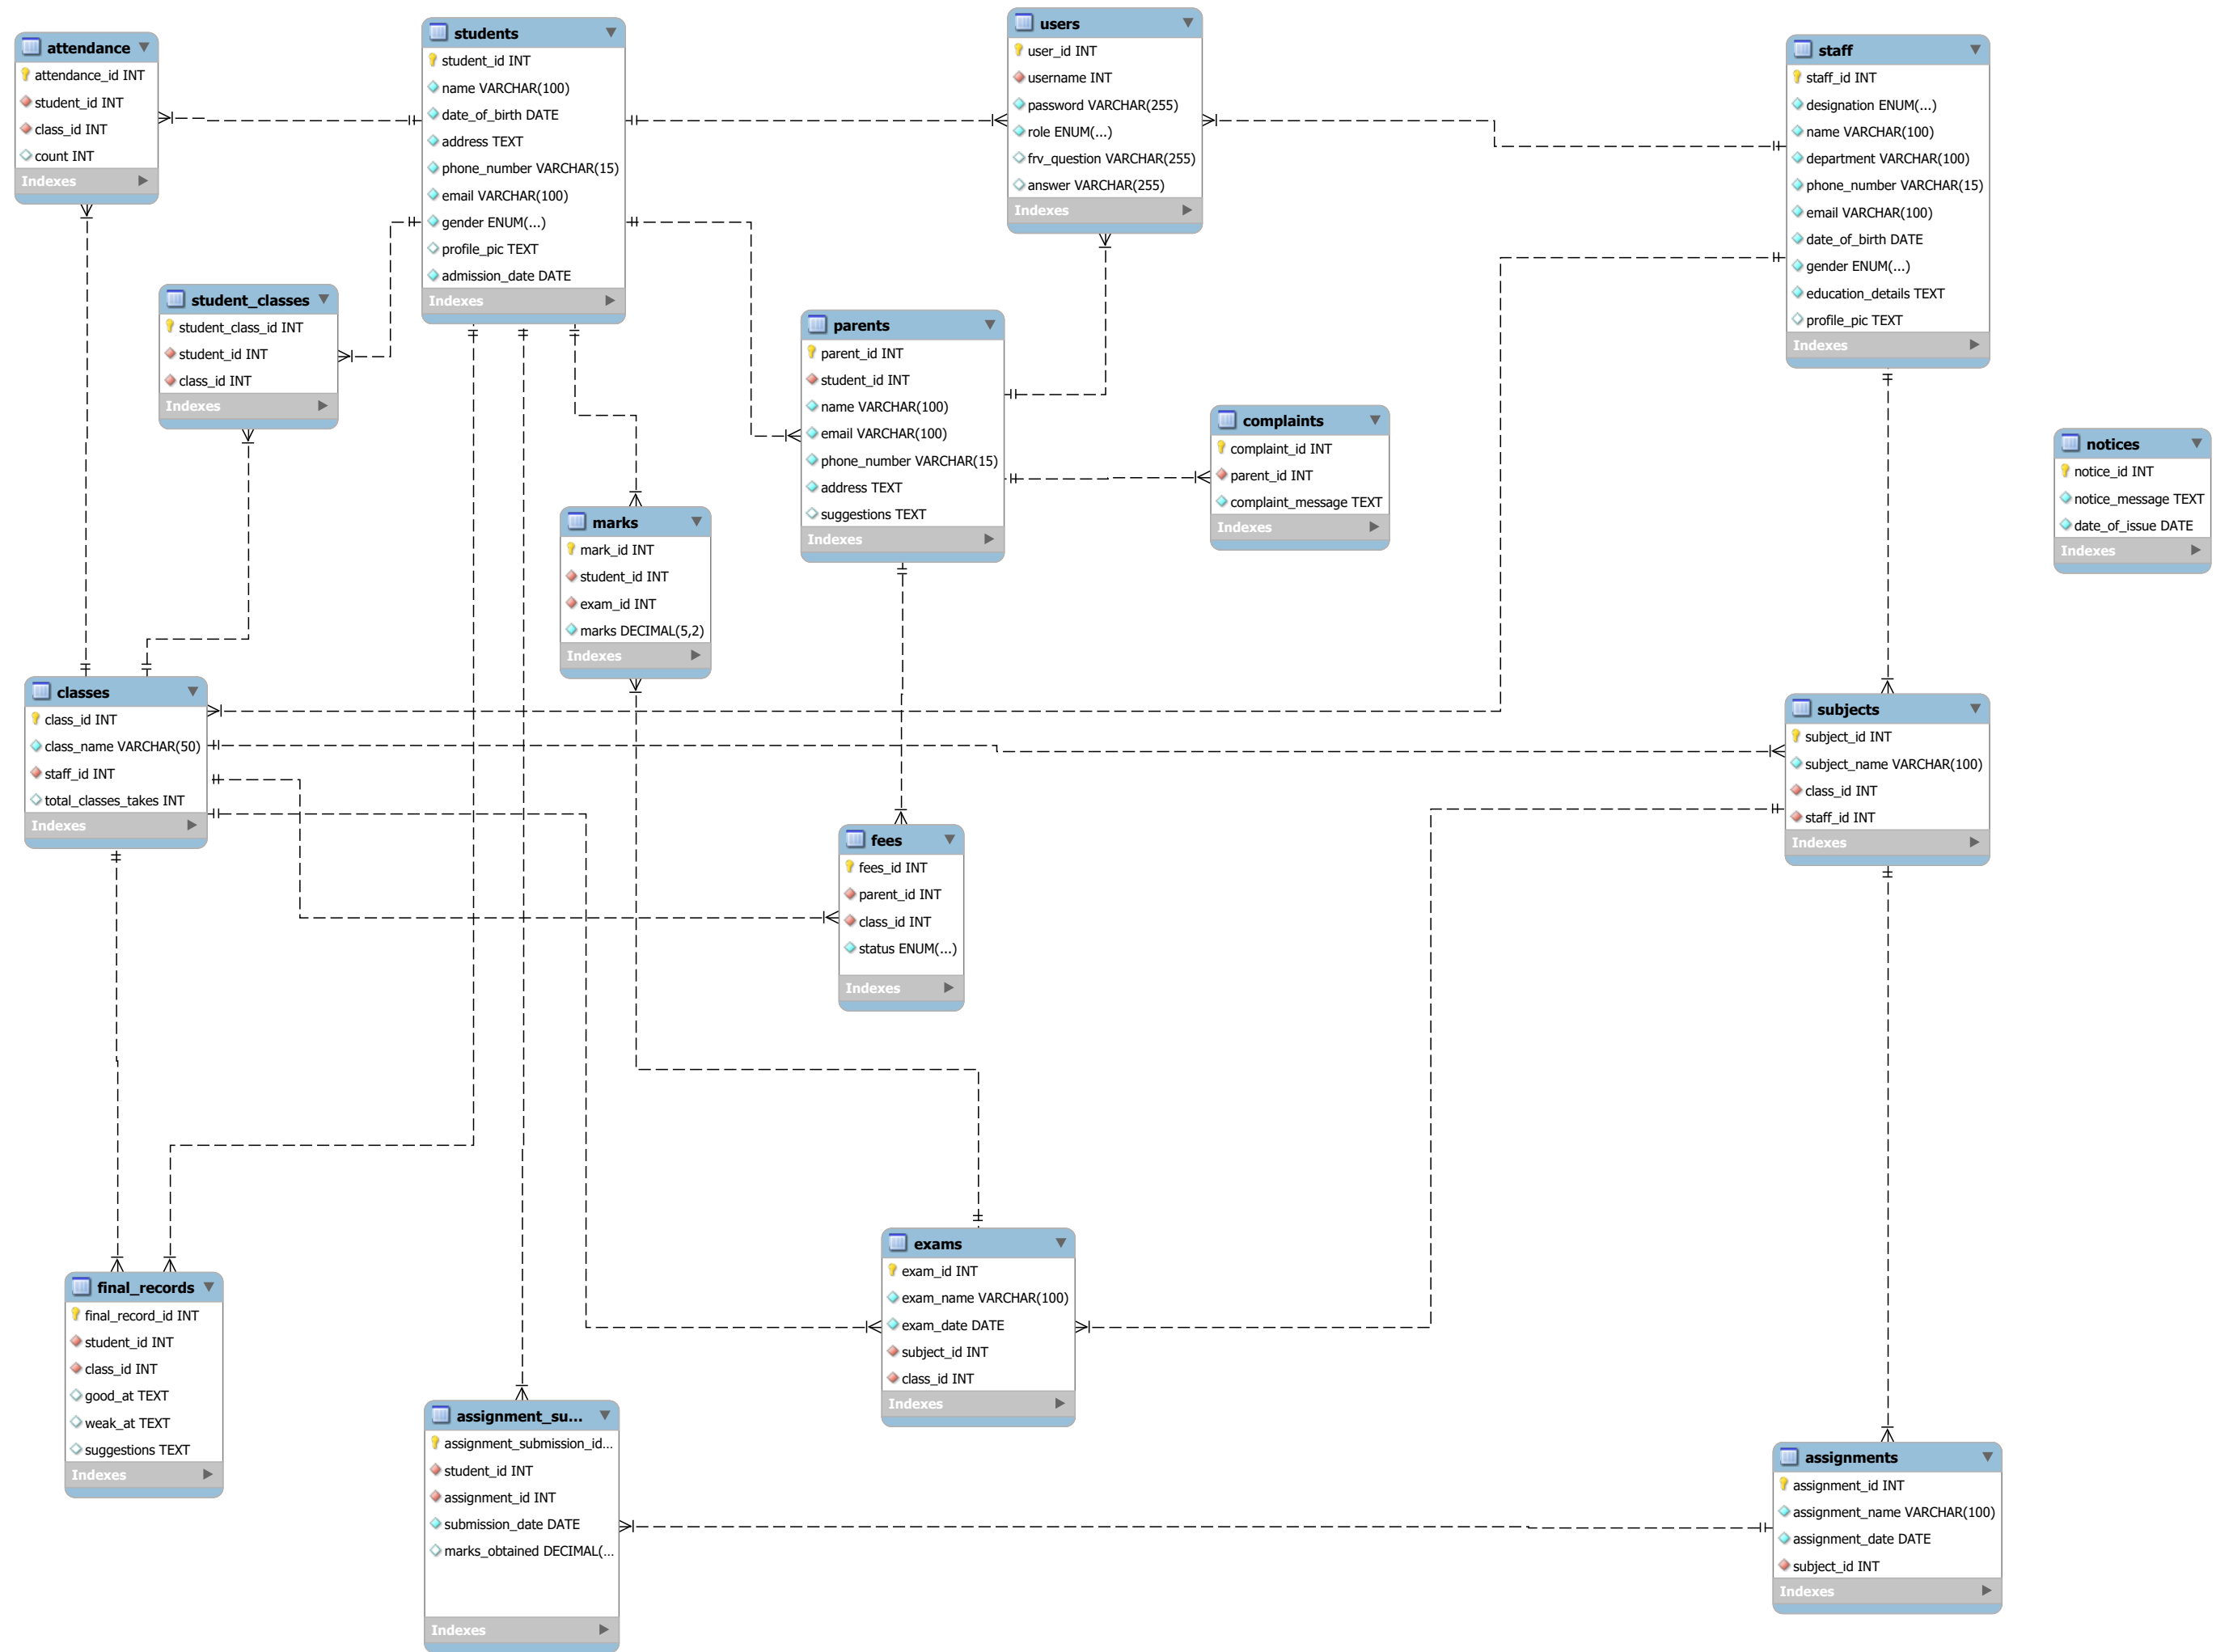 attendance
attendance_id INT
student_id INT
class_id INT
count INT
Indexes
students
student_id INT
name VARCHAR(100)
date_of_birth DATE
address TEXT
phone_number VARCHAR(15)
email VARCHAR(100)
gender ENUM(...)
profile_pic TEXT
admission_date DATE
Indexes
users
user_id INT
username INT
password VARCHAR(255)
role ENUM(...)
frv_question VARCHAR(255)
answer VARCHAR(255)
Indexes
staff
staff_id INT
designation ENUM(...)
name VARCHAR(100)
department VARCHAR(100)
phone_number VARCHAR(15)
email VARCHAR(100)
date_of_birth DATE
gender ENUM(...)
education_details TEXT
profile_pic TEXT
Indexes
student_classes
student_class_id INT
student_id INT
class_id INT
Indexes
parents
parent_id INT
student_id INT
name VARCHAR(100)
email VARCHAR(100)
phone_number VARCHAR(15)
address TEXT
suggestions TEXT
Indexes
complaints
complaint_id INT
parent_id INT
complaint_message TEXT
Indexes
notices
notice_id INT
notice_message TEXT
date_of_issue DATE
Indexes
marks
mark_id INT
student_id INT
exam_id INT
marks DECIMAL(5,2)
Indexes
classes
class_id INT
class_name VARCHAR(50)
staff_id INT
total_classes_takes INT
Indexes
subjects
subject_id INT
subject_name VARCHAR(100)
class_id INT
staff_id INT
Indexes
fees
fees_id INT
parent_id INT
class_id INT
status ENUM(...)
Indexes
exams
exam_id INT
exam_name VARCHAR(100)
exam_date DATE
subject_id INT
class_id INT
Indexes
final_records
final_record_id INT
student_id INT
class_id INT
good_at TEXT
weak_at TEXT
suggestions TEXT
Indexes
assignment_su...
assignment_submission_id...
student_id INT
assignment_id INT
submission_date DATE
marks_obtained DECIMAL(...
Indexes
assignments
assignment_id INT
assignment_name VARCHAR(100)
assignment_date DATE
subject_id INT
Indexes